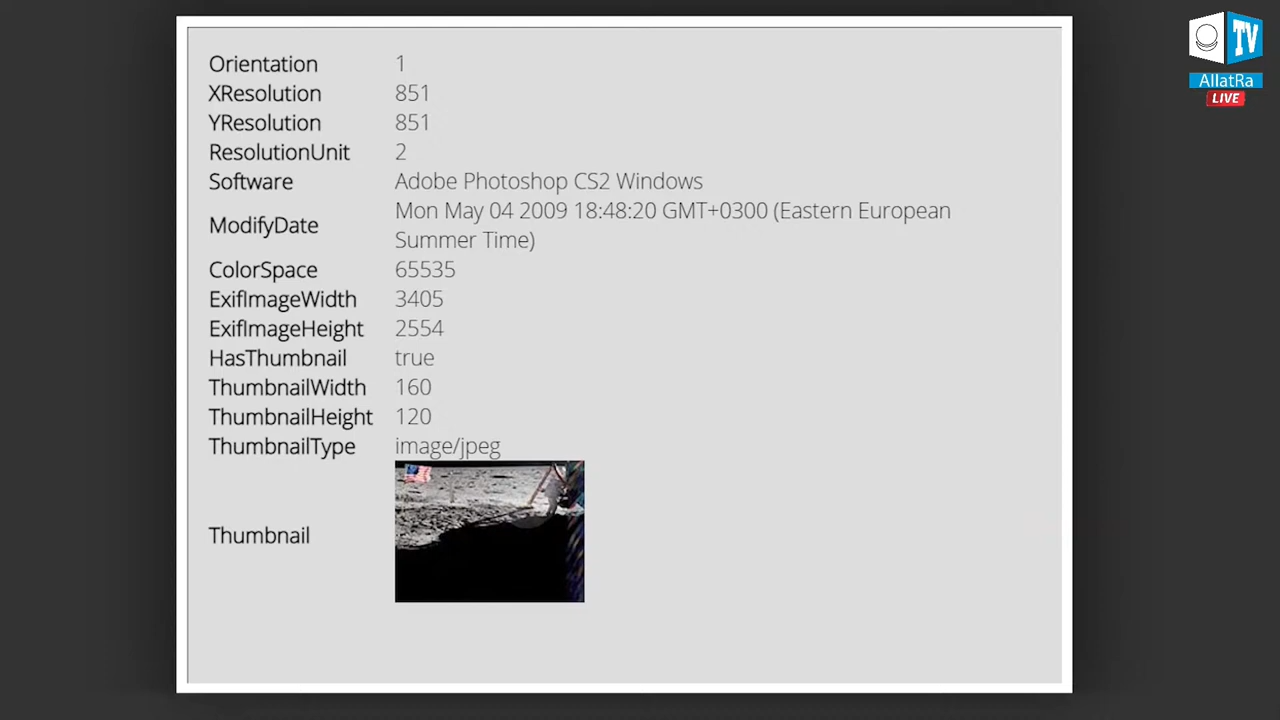 Orientation 1
XResolution 851
YResolution 851
ResolutionUnit 2
Software Adobe Photoshop CS2 Windows
ModifyDate Mon May 04 2009 18:48:20 GMT+0300 (Eastern European
Summer Time)
ColorSpace 65535
ExifImageWidth 3405
ExifImageHeight 2554
HasThumbnail true
ThumbnailWidth 160
ThumbnailHeight 120
ThumbnailType image/jpeg
Thumbnail
TV
AllatRa
LIVE